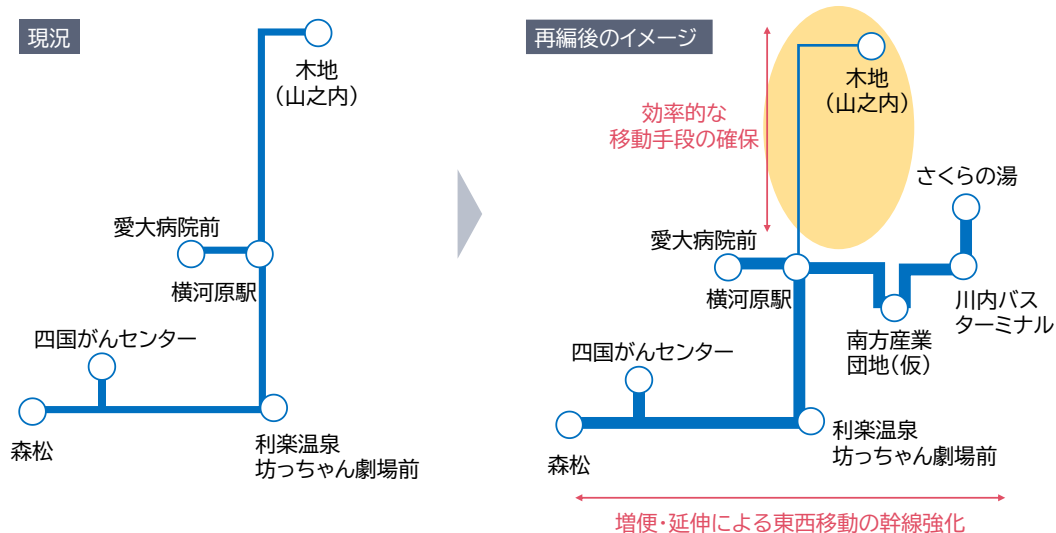 現況
木地
（山之内）
愛大病院前
横河原駅
四国がんセンター
森松
利楽温泉
坊っちゃん劇場前
再編後のイメージ
木地
（山之内）
効率的な
移動手段の確保
さくらの湯
愛大病院前
横河原駅
川内バス
ターミナル
南方産業
団地（仮）
四国がんセンター
森松
利楽温泉
坊っちゃん劇場前
増便・延伸による東西移動の幹線強化